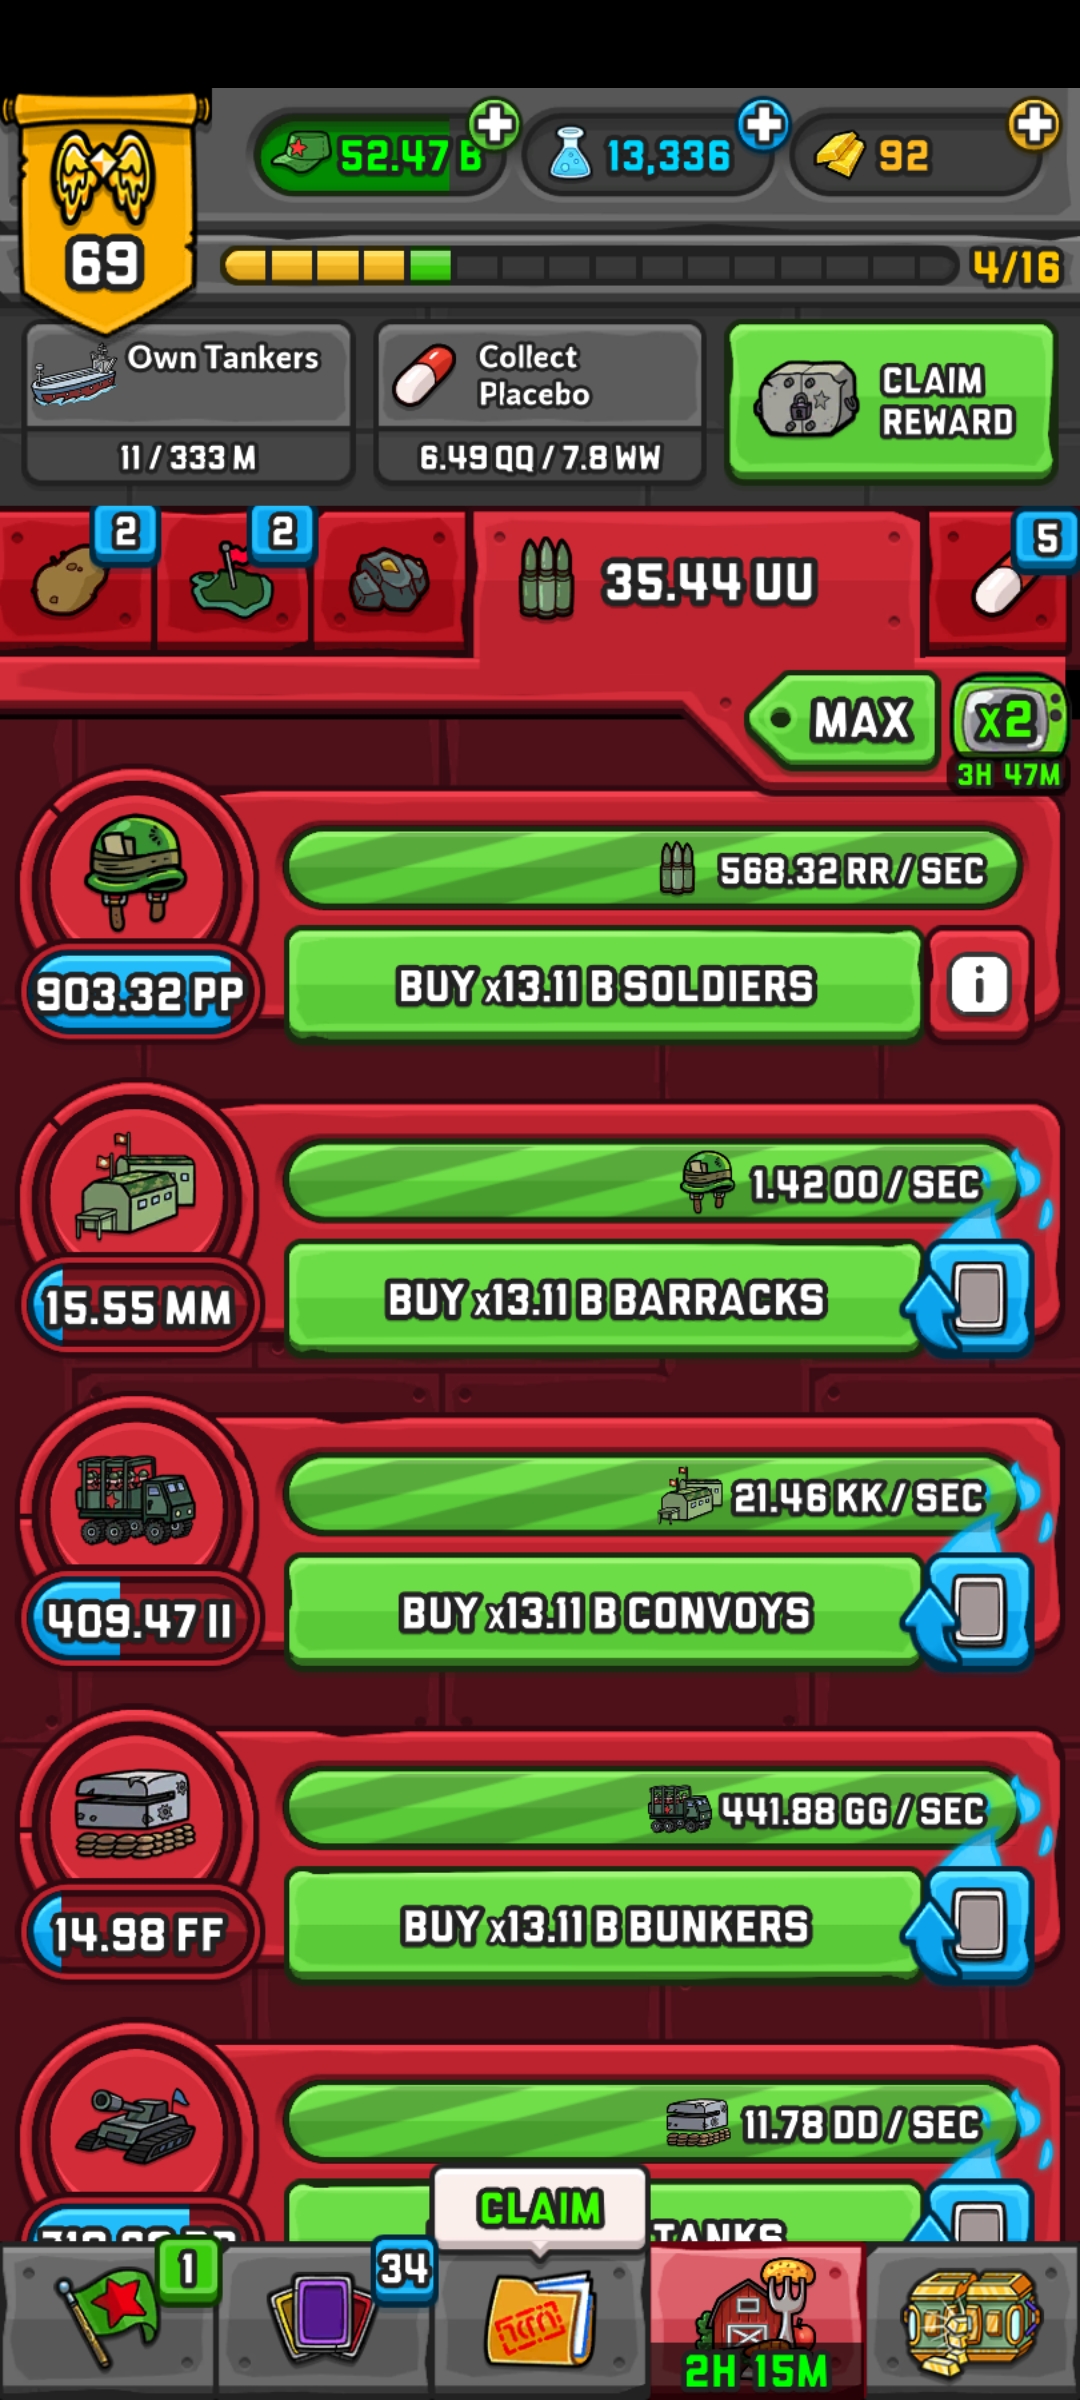 52.47 B
13,336
92
69
4/16
Own Tankers
11 / 333 M
Collect
Placebo
6.49 QQ / 7.8 WW
CLAIM
REWARD
2
2
35.44 UU
5
MAX
x2
3H 47M
568.32 RR / SEC
903.32 PP
BUY x13.11 B SOLDIERS
i
1.42 OO / SEC
15.55 MM
BUY x13.11 B BARRACKS
21.46 KK / SEC
409.47 II
BUY x13.11 B CONVOYS
441.88 GG / SEC
14.98 FF
BUY x13.11 B BUNKERS
11.78 DD / SEC
TANKS
CLAIM
1
34
2H 15M